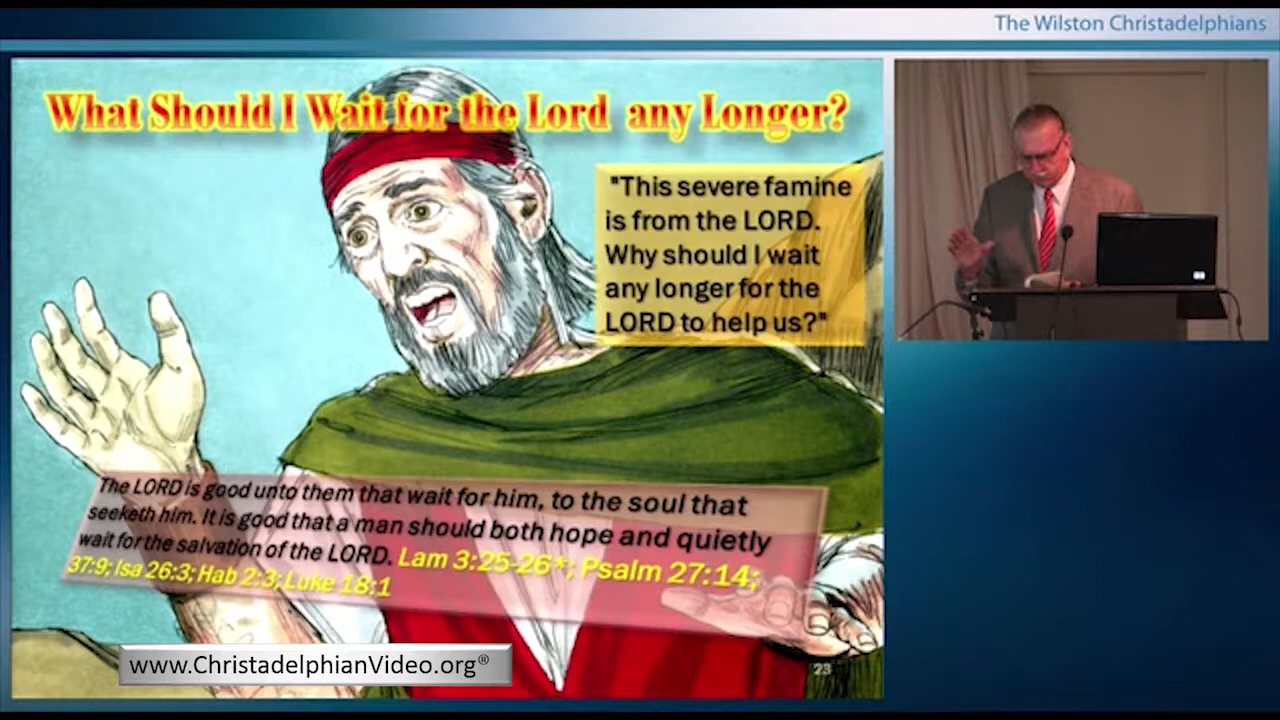 The Wilston Christadelphians
What Should I Wait for the Lord any Longer?
"This severe famine
is from the LORD.
Why should I wait
any longer for the
LORD to help us?"
The LORD is good unto them that wait for him, to the soul that
seeketh him. It is good that a man should both hope and quietly
wait for the salvation of the LORD. Lam 3:25-26*; Psalm 27:14;
37:9; Isa 26:3; Hab 2:3; Luke 18:1
www.ChristadelphianVideo.org®
23